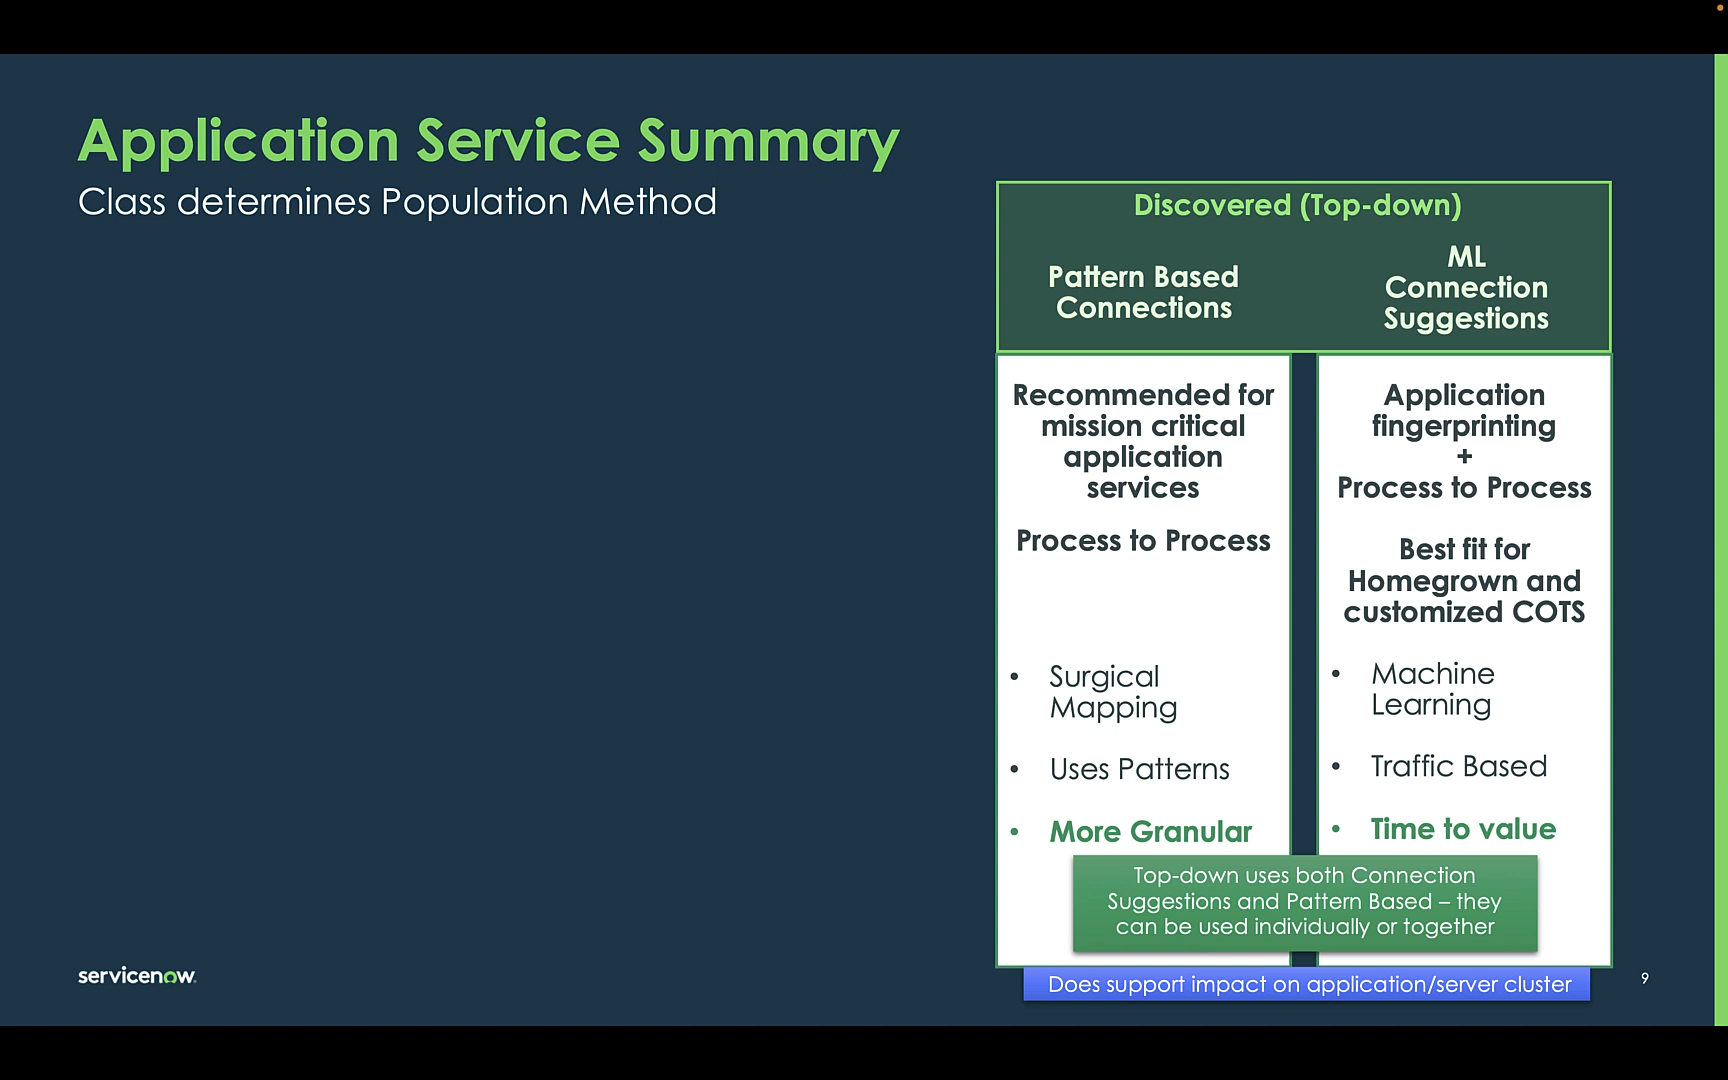 Application Service Summary
Class determines Population Method
Discovered (Top-down)
Pattern Based
Connections
ML
Connection
Suggestions
Recommended for
mission critical
application
services
Process to Process
• Surgical
Mapping
• Uses Patterns
• More Granular
Application
fingerprinting
+
Process to Process
Best fit for
Homegrown and
customized COTS
• Machine
Learning
• Traffic Based
• Time to value
Top-down uses both Connection
Suggestions and Pattern Based – they
can be used individually or together
Does support impact on application/server cluster
servicenow.
9